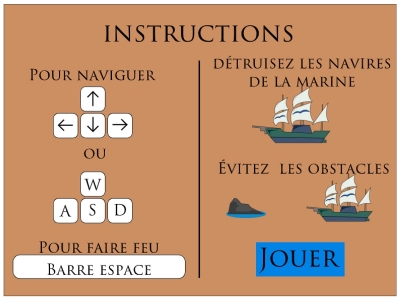 INSTRUCTIONS
POUR NAVIGUER
↑
← ↓ →
OU
W
A S D
POUR FAIRE FEU
BARRE ESPACE
DÉTRUISEZ LES NAVIRES
DE LA MARINE
ÉVITEZ LES OBSTACLES
JOUER